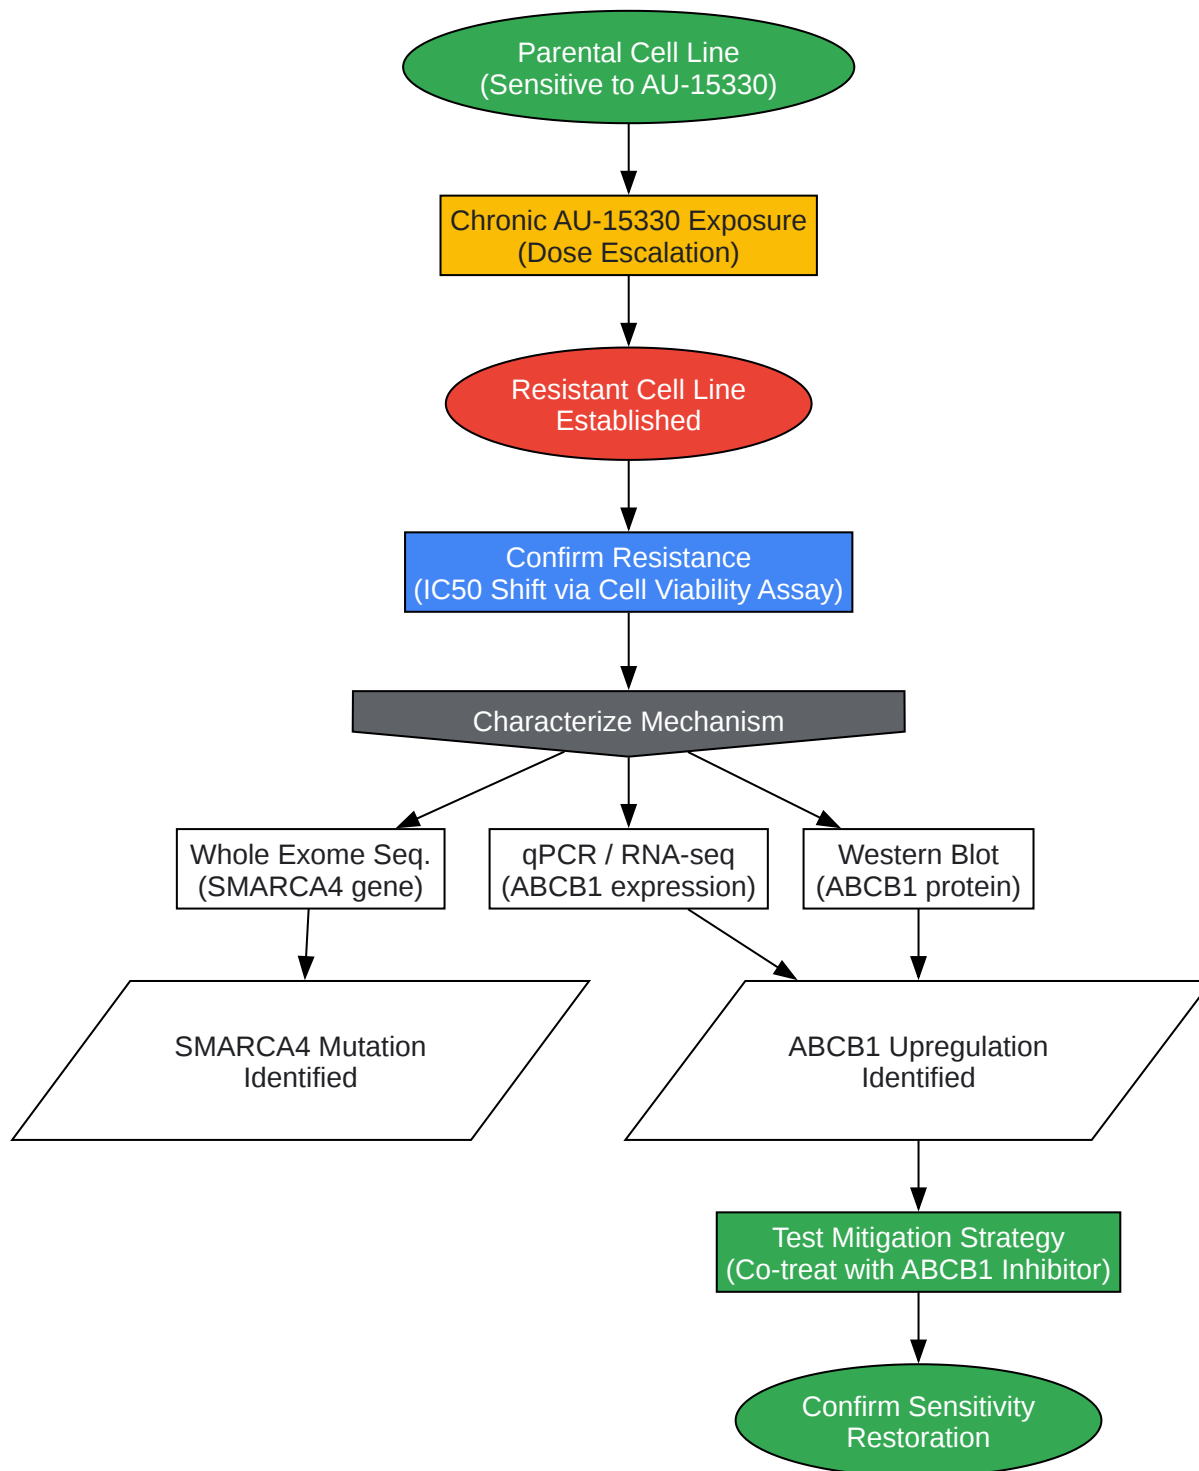 Parental Cell Line
(Sensitive to AU-15330)
Chronic AU-15330 Exposure
(Dose Escalation)
Resistant Cell Line
Established
Confirm Resistance
(IC50 Shift via Cell Viability Assay)
Characterize Mechanism
Whole Exome Seq.
(SMARCA4 gene)
qPCR / RNA-seq
(ABCB1 expression)
Western Blot
(ABCB1 protein)
SMARCA4 Mutation
Identified
ABCB1 Upregulation
Identified
Test Mitigation Strategy
(Co-treat with ABCB1 Inhibitor)
Confirm Sensitivity
Restoration